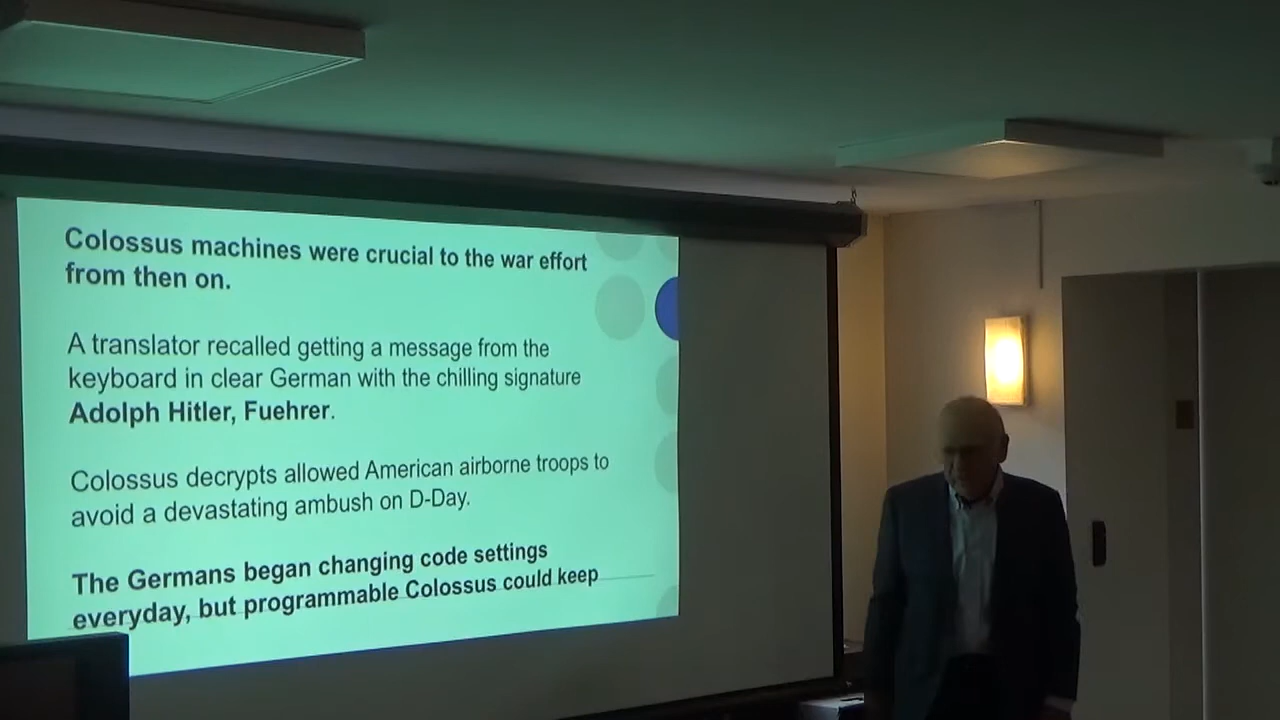 Colossus machines were crucial to the war effort
from then on.
A translator recalled getting a message from the
keyboard in clear German with the chilling signature
Adolph Hitler, Fuehrer.
Colossus decrypts allowed American airborne troops to
avoid a devastating ambush on D-Day.
The Germans began changing code settings
everyday, but programmable Colossus could keep